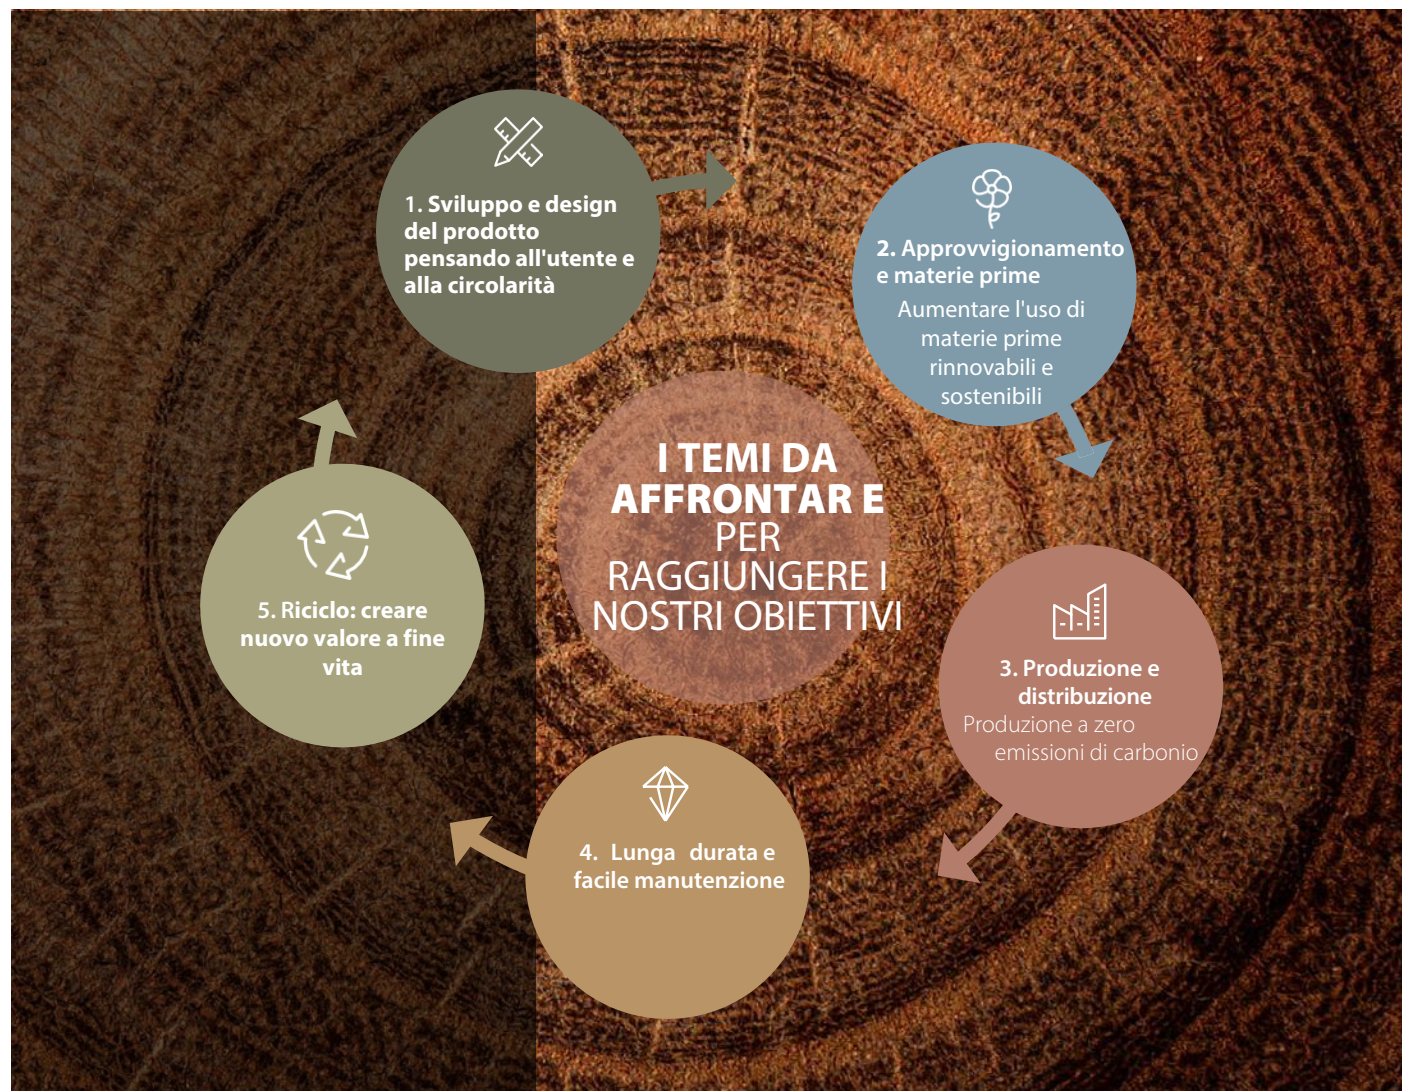 1. Sviluppo e design
del prodotto
pensando all'utente e
alla circolarità
2. Approvvigionamento
e materie prime
Aumentare l'uso di
materie prime
rinnovabili e
sostenibili
I TEMI DA
AFFRONTAR E
PER
RAGGIUNGERE I
NOSTRI OBIETTIVI
3. Produzione e
distribuzione
Produzione a zero
emissioni di carbonio
4. Lunga durata e
facile manutenzione
5. Riciclo: creare
nuovo valore a fine
vita